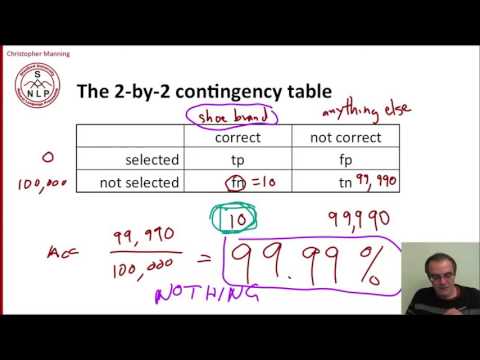 Christopher Manning
S
NLP
The 2-by-2 contingency table
shoe brand anything else
correct not correct
0 selected tp fp
100,000 not selected fn =10 tn 99,990
10 99,990
Acc 99,990 / 100,000 = 99.99%
NOTHING